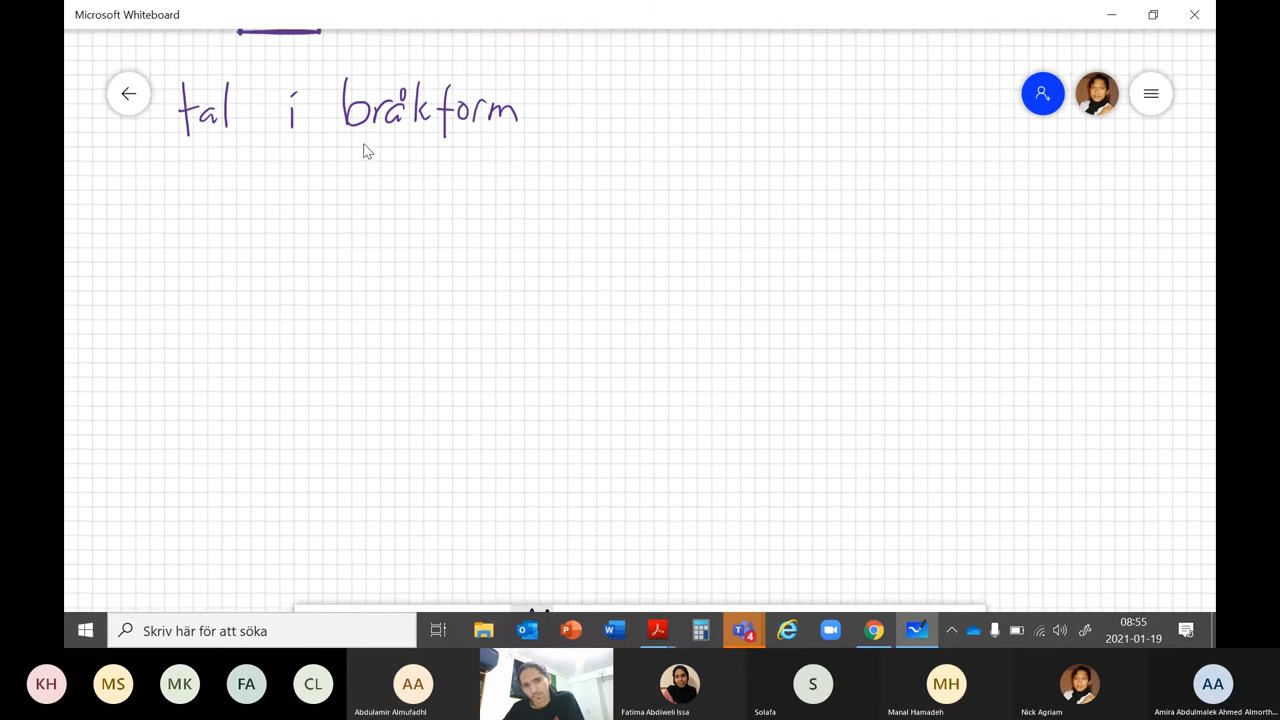 Microsoft Whiteboard
tal i bråkform
Skriv här för att söka
4
08:55
2021-01-19
KH
MS
MK
FA
CL
AA
Abdulamir Almufadhl
Fatima Abdiweli Issa
S
Solafa
MH
Manal Hamadeh
Nick Agriam
AA
Amira Abdulmalek Ahmed Almorth...